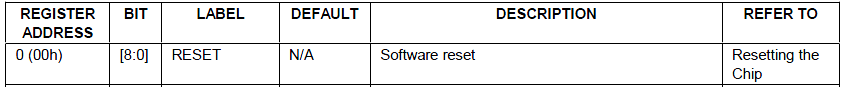 REGISTER ADDRESS BIT LABEL DEFAULT DESCRIPTION REFER TO
0 (00h) [8:0] RESET N/A Software reset Resetting the Chip